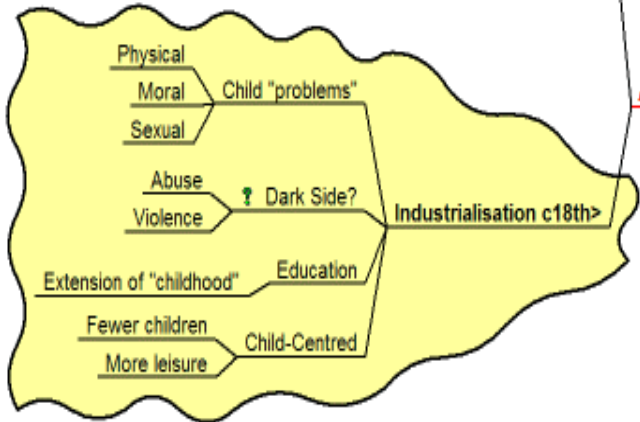 Physical
Moral
Sexual
Child "problems"
Abuse
Violence
? Dark Side?
Extension of "childhood"
Education
Fewer children
More leisure
Child-Centred
Industrialisation c18th>